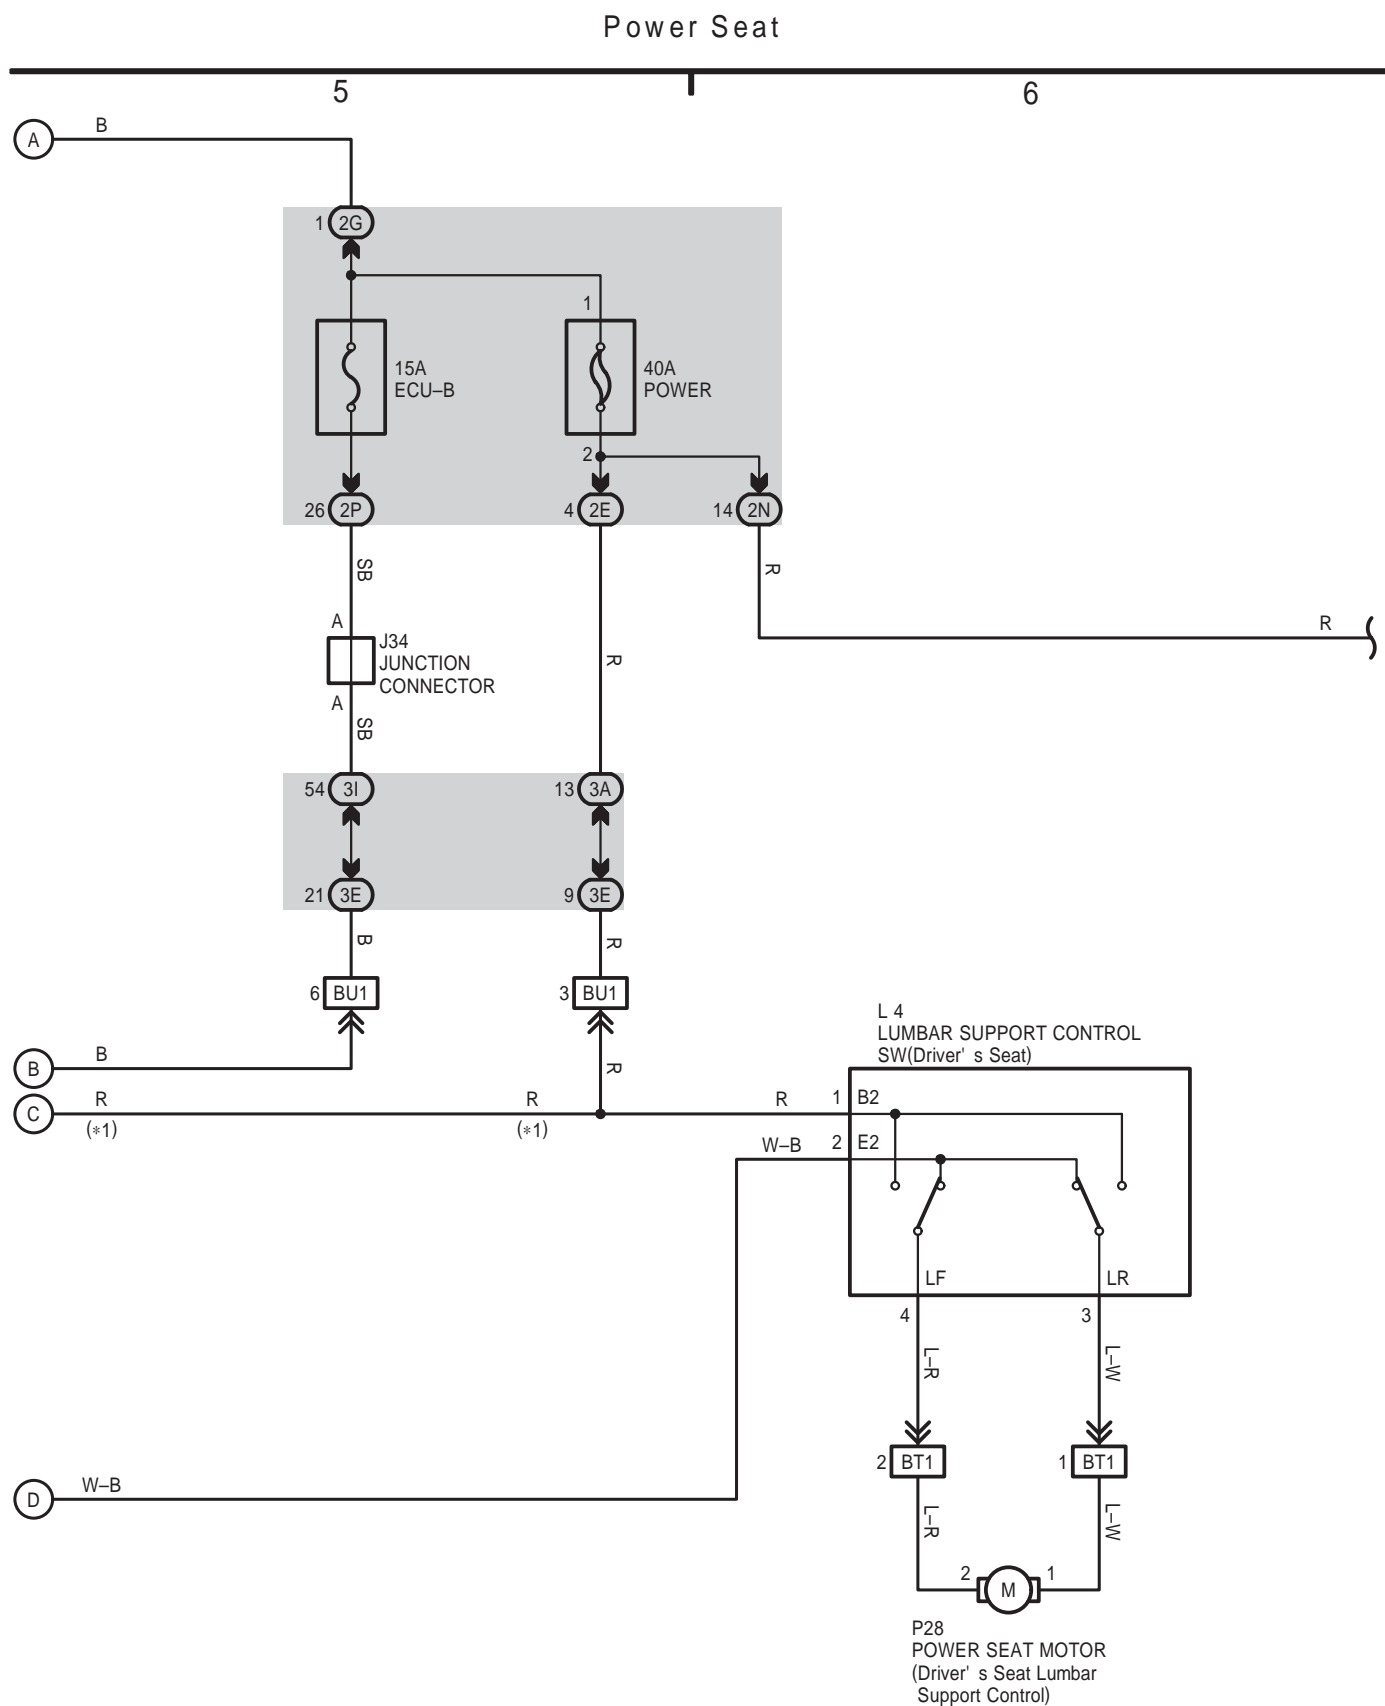 Power Seat
5
6
A
B
1 2G
1
15A
ECU–B
40A
POWER
2
26 2P
4 2E
14 2N
SB
R
A
R
J34
JUNCTION
CONNECTOR
R
A
SB
54 3I
13 3A
21 3E
9 3E
B
R
6 BU1
3 BU1
L 4
LUMBAR SUPPORT CONTROL
SW(Driver' s Seat)
B
B
R
C
R
(*1)
R
(*1)
R
1 B2
W–B
2 E2
LF
LR
4
3
L–R
L–W
2 BT1
1 BT1
D
W–B
L–R
L–W
2
M
1
P28
POWER SEAT MOTOR
(Driver' s Seat Lumbar
Support Control)